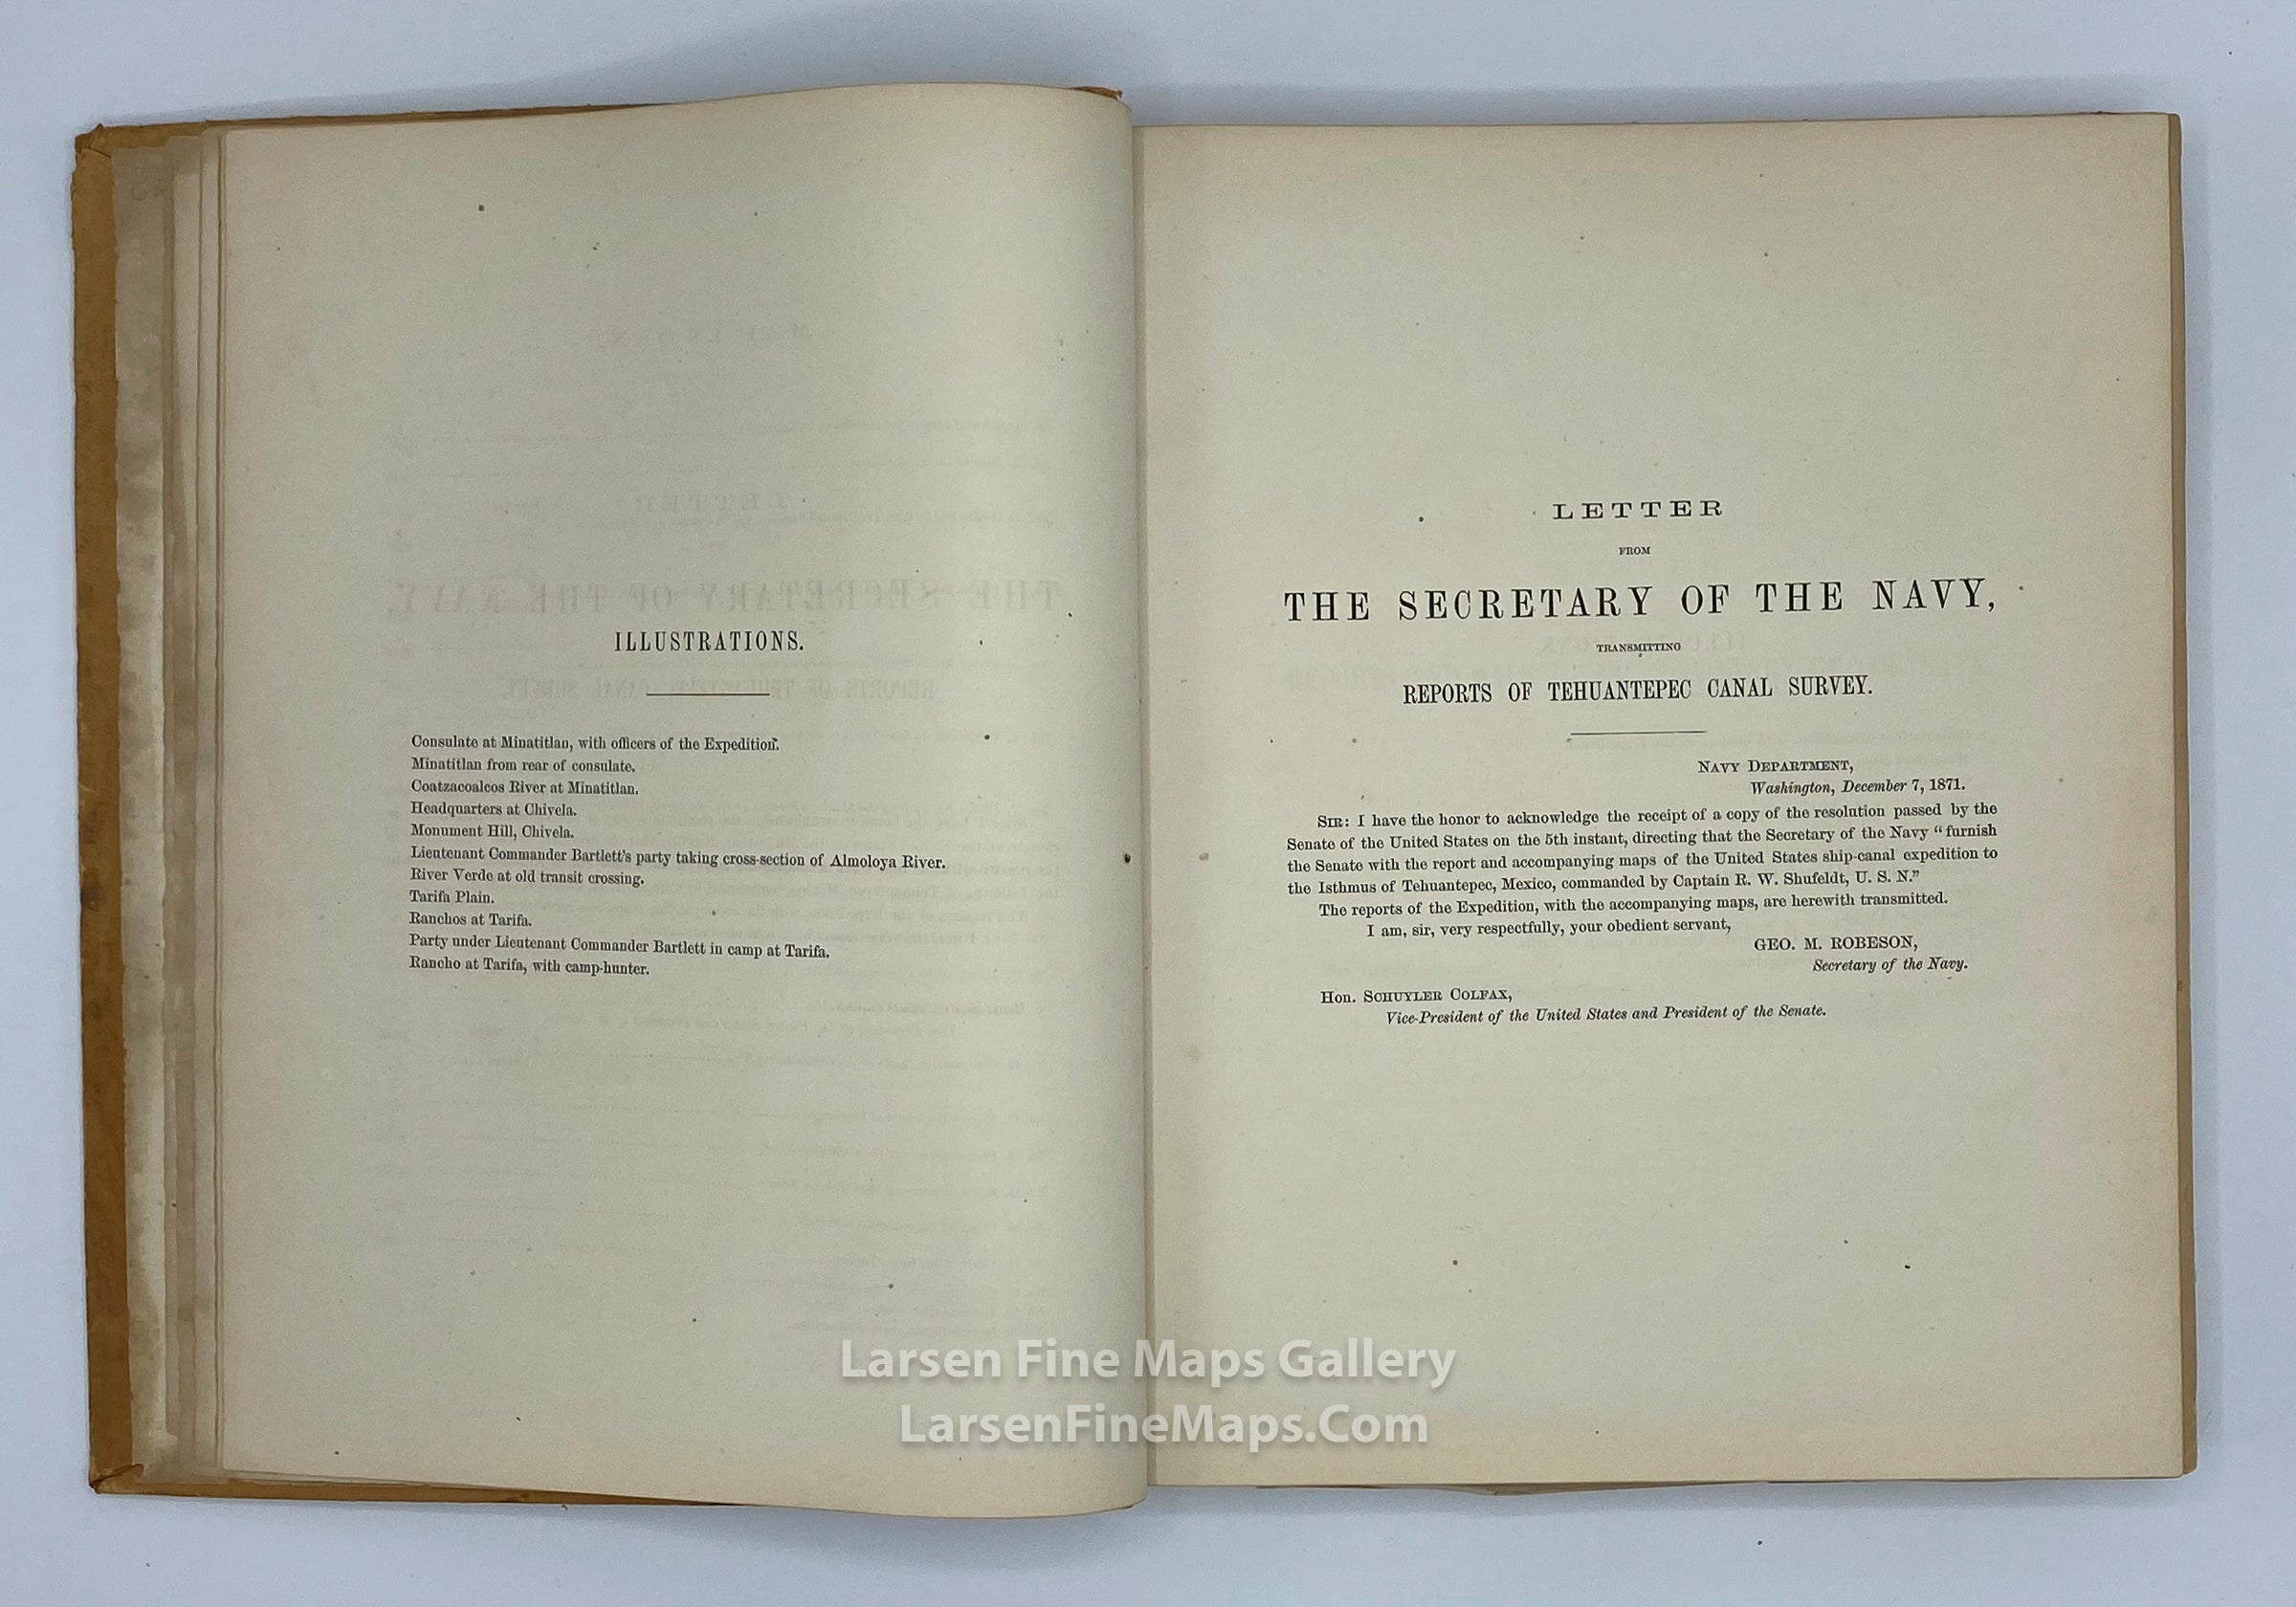 ILLUSTRATIONS.
Consulate at Minatitlan, with officers of the Expedition.
Minatitlan from rear of consulate.
Coatzacoalcos River at Minatitlan.
Headquarters at Chivela.
Monument Hill, Chivela.
Lieutenant Commander Bartlett's party taking cross-section of Almoloya River.
River Verde at old transit crossing.
Tarifa Plain.
Ranchos at Tarifa.
Party under Lieutenant Commander Bartlett in camp at Tarifa.
Rancho at Tarifa, with camp-hunter.
LETTER
FROM
THE SECRETARY OF THE NAVY,
TRANSMITTING
REPORTS OF TEHUANTEPEC CANAL SURVEY.
NAVY DEPARTMENT,
Washington, December 7, 1871.
SIR: I have the honor to acknowledge the receipt of a copy of the resolution passed by the
Senate of the United States on the 5th instant, directing that the Secretary of the Navy “furnish
the Senate with the report and accompanying maps of the United States ship-canal expedition to
the Isthmus of Tehuantepec, Mexico, commanded by Captain R. W. Shufeldt, U. S. N.”
The reports of the Expedition, with the accompanying maps, are herewith transmitted.
I am, sir, very respectfully, your obedient servant,
GEO. M. ROBESON,
Secretary of the Navy.
Hon. SCHUYLER COLFAX,
Vice-President of the United States and President of the Senate.
Larsen Fine Maps Gallery
LarsenFineMaps.Com